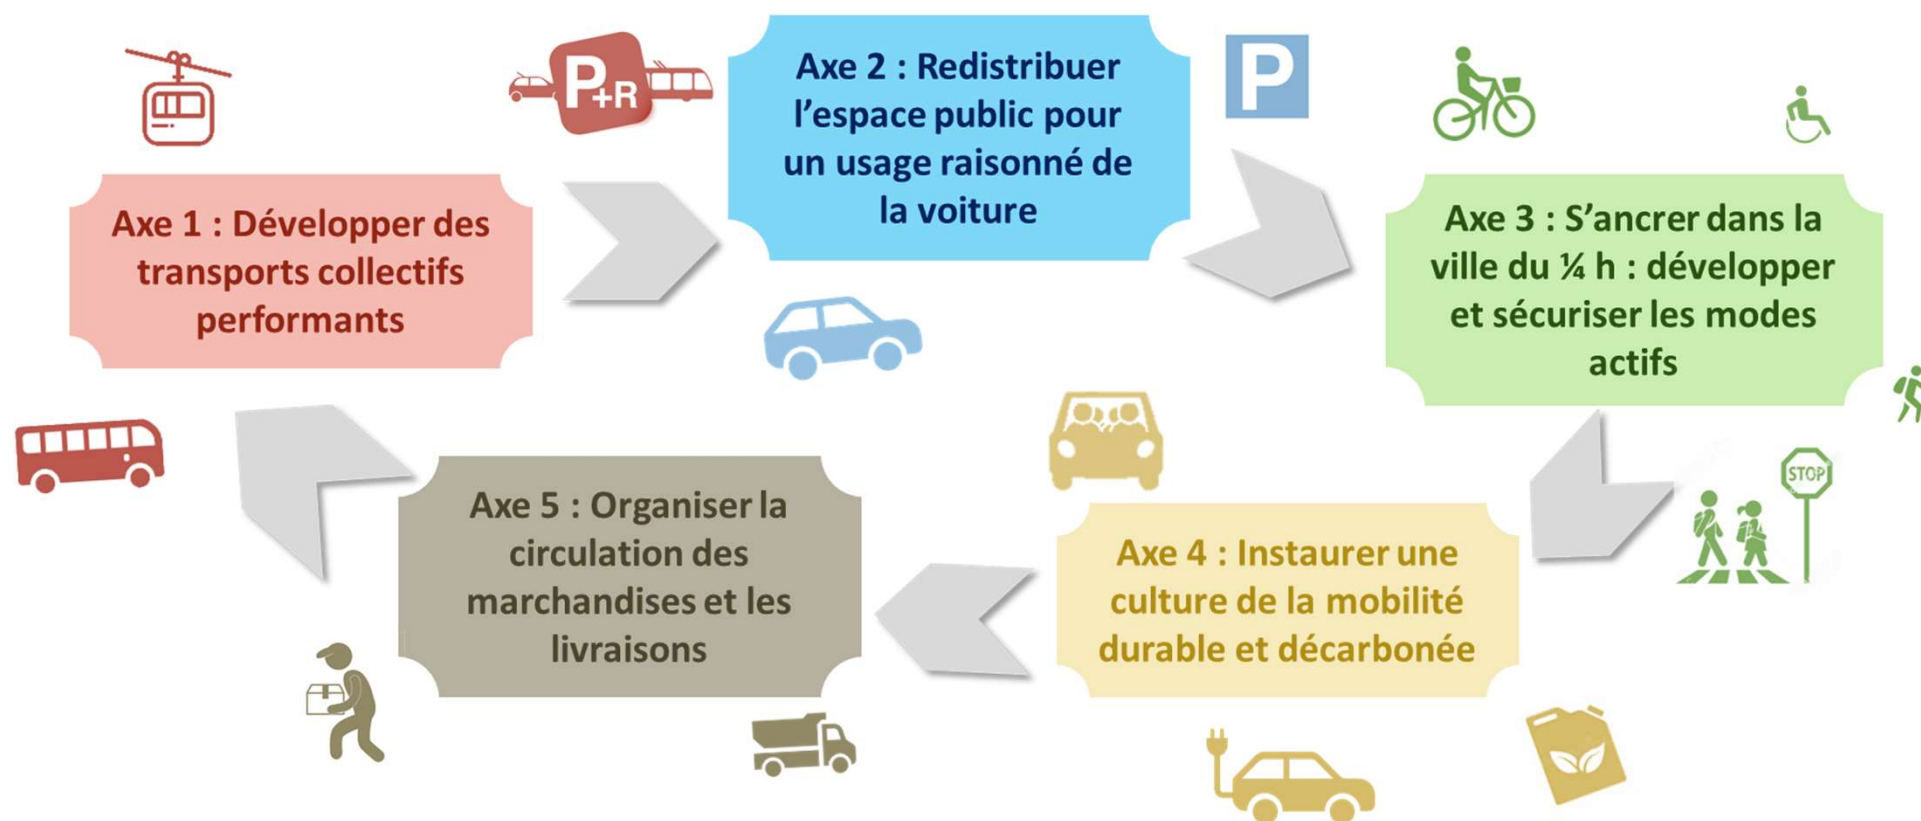 P+R
Axe 2 : Redistribuer
l’espace public pour
un usage raisonné de
la voiture
P
Axe 1 : Développer des
transports collectifs
performants
Axe 3 : S’ancrer dans la
ville du ¼ h : développer
et sécuriser les modes
actifs
STOP
Axe 5 : Organiser la
circulation des
marchandises et les
livraisons
Axe 4 : Instaurer une
culture de la mobilité
durable et décarbonée